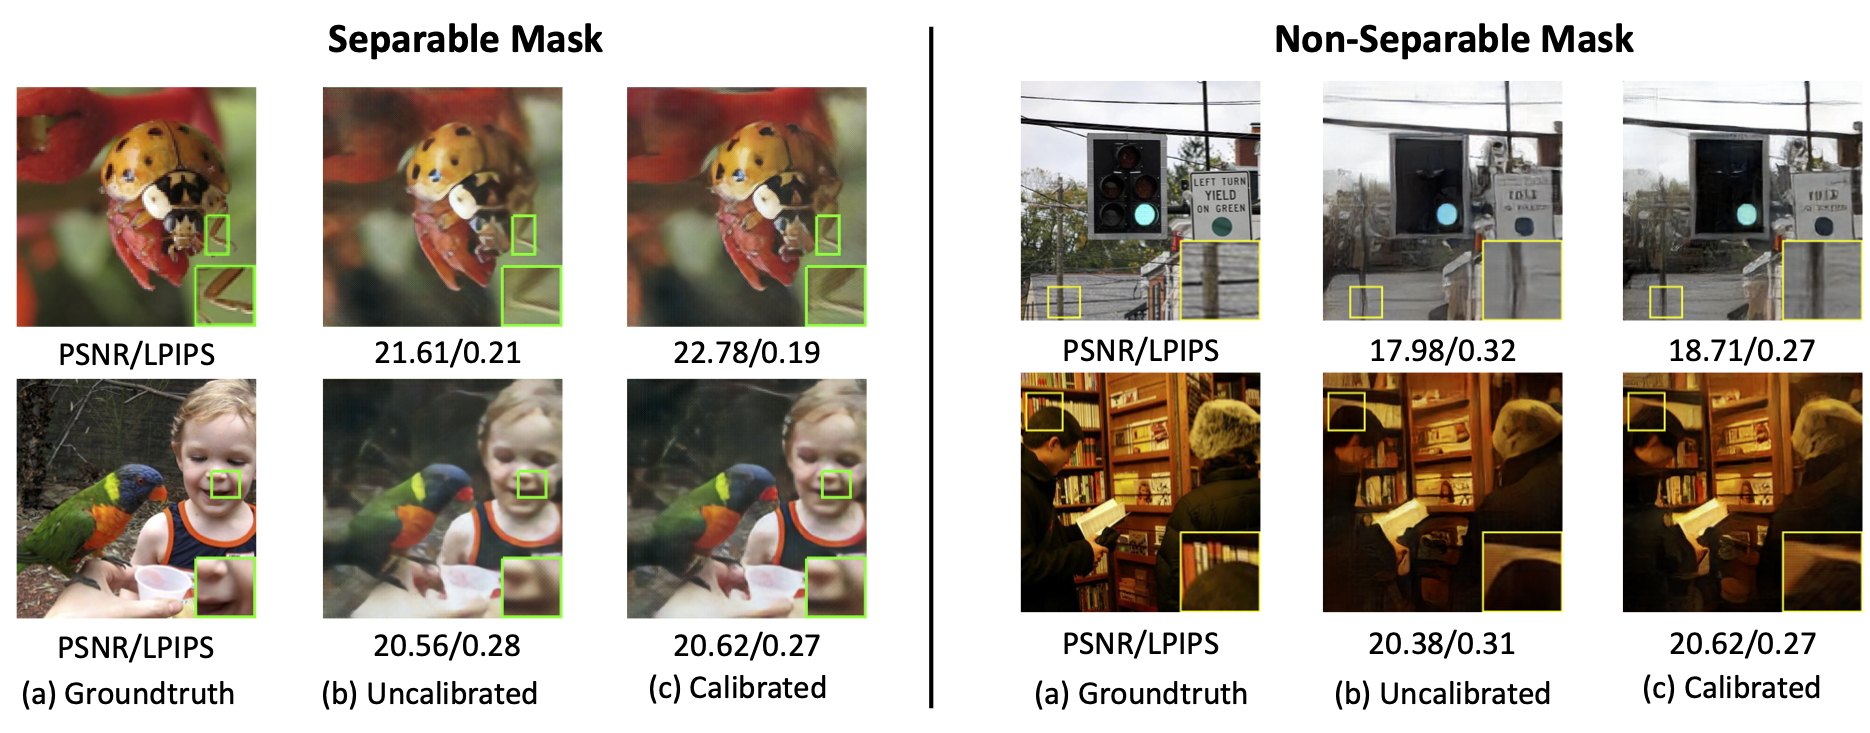 Separable Mask
PSNR/LPIPS
21.61/0.21
22.78/0.19
PSNR/LPIPS
20.56/0.28
20.62/0.27
(a) Groundtruth
(b) Uncalibrated
(c) Calibrated
Non-Separable Mask
LEFT TURN
YIELD
ON GREEN
PSNR/LPIPS
17.98/0.32
18.71/0.27
PSNR/LPIPS
20.38/0.31
20.62/0.27
(a) Groundtruth
(b) Uncalibrated
(c) Calibrated